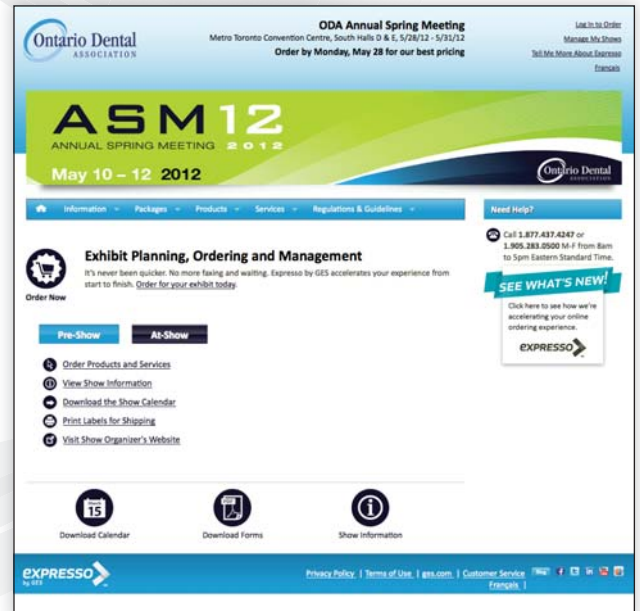 Ontario Dental
ASSOCIATION
ODA Annual Spring Meeting
Metro Toronto Convention Centre, South Halls D & E, 5/28/12 - 5/31/12
Order by Monday, May 28 for our best pricing
Log In to Order
Manage My Shows
Tell Me More About Expresso
Français
ASM12
ANNUAL SPRING MEETING 2012
May 10 – 12 2012
Ontario Dental
ASSOCIATION
Information
Packages
Products
Services
Regulations & Guidelines
Need Help?
Call 1.877.437.4247 or
1.905.283.0500 M-F from 8am
to 5pm Eastern Standard Time.
Order Now
Exhibit Planning, Ordering and Management
It's never been quicker. No more faxing and waiting. Expresso by GES accelerates your experience from
start to finish. Order for your exhibit today.
SEE WHAT'S NEW!
Click here to see how we're
accelerating your online
ordering experience.
EXPRESSO
Pre-Show
At-Show
Order Products and Services
View Show Information
Download the Show Calendar
Print Labels for Shipping
Visit Show Organizer's Website
March
15
PDF
Download Calendar
Download Forms
Show Information
EXPRESSO
by GES
Privacy Policy | Terms of Use | ges.com | Customer Service
Français |